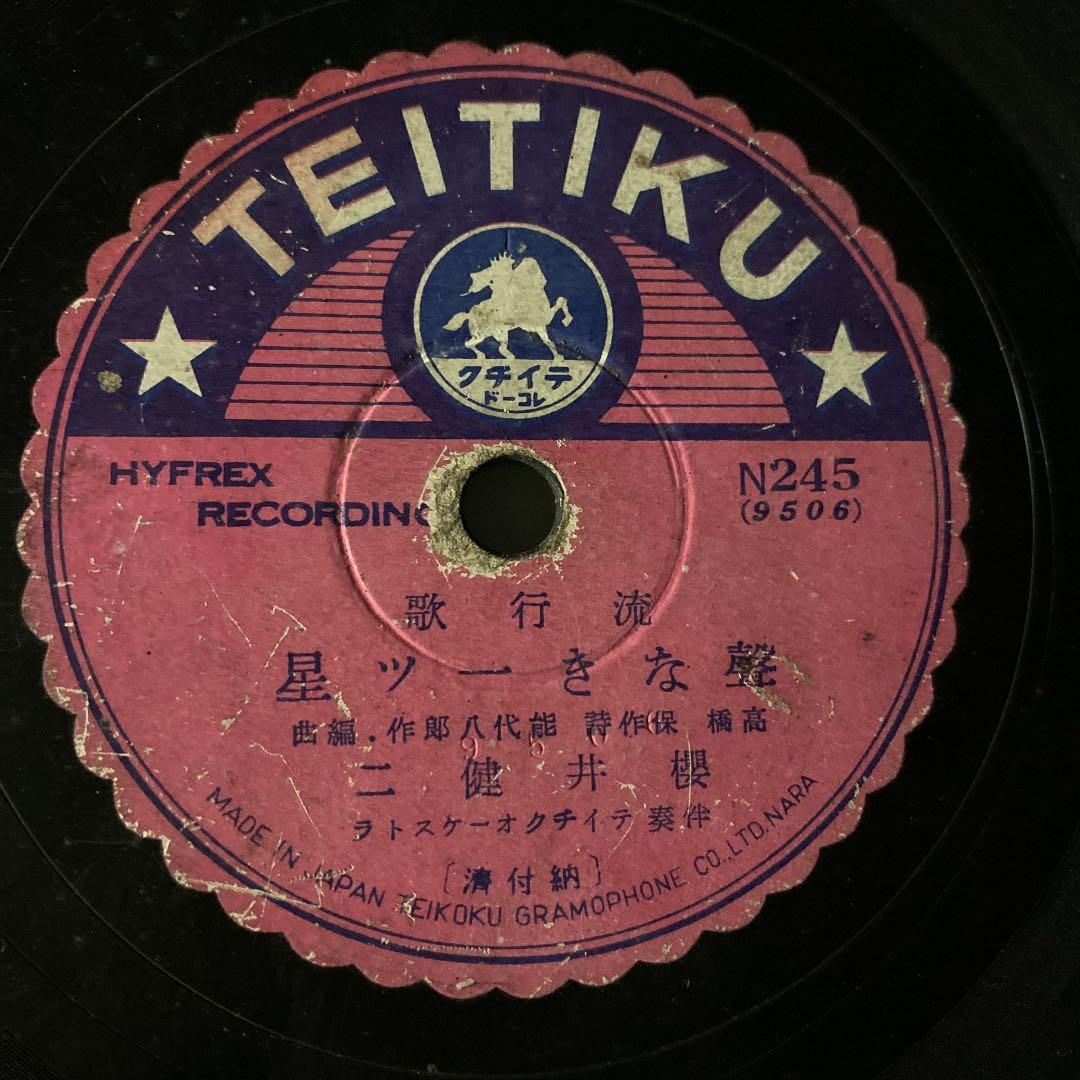 TEITIKU
テイチク
レコード
HYFREX
RECORDING
N245
(9506)
流行歌
聲なき一ツ星
高橋 保作詩 能代八郎作.編曲
9506
櫻井健二
伴奏テイチクオーケストラ
[納付濟]
MADE IN JAPAN TEIKOKU GRAMOPHONE CO.,LTD.NARA